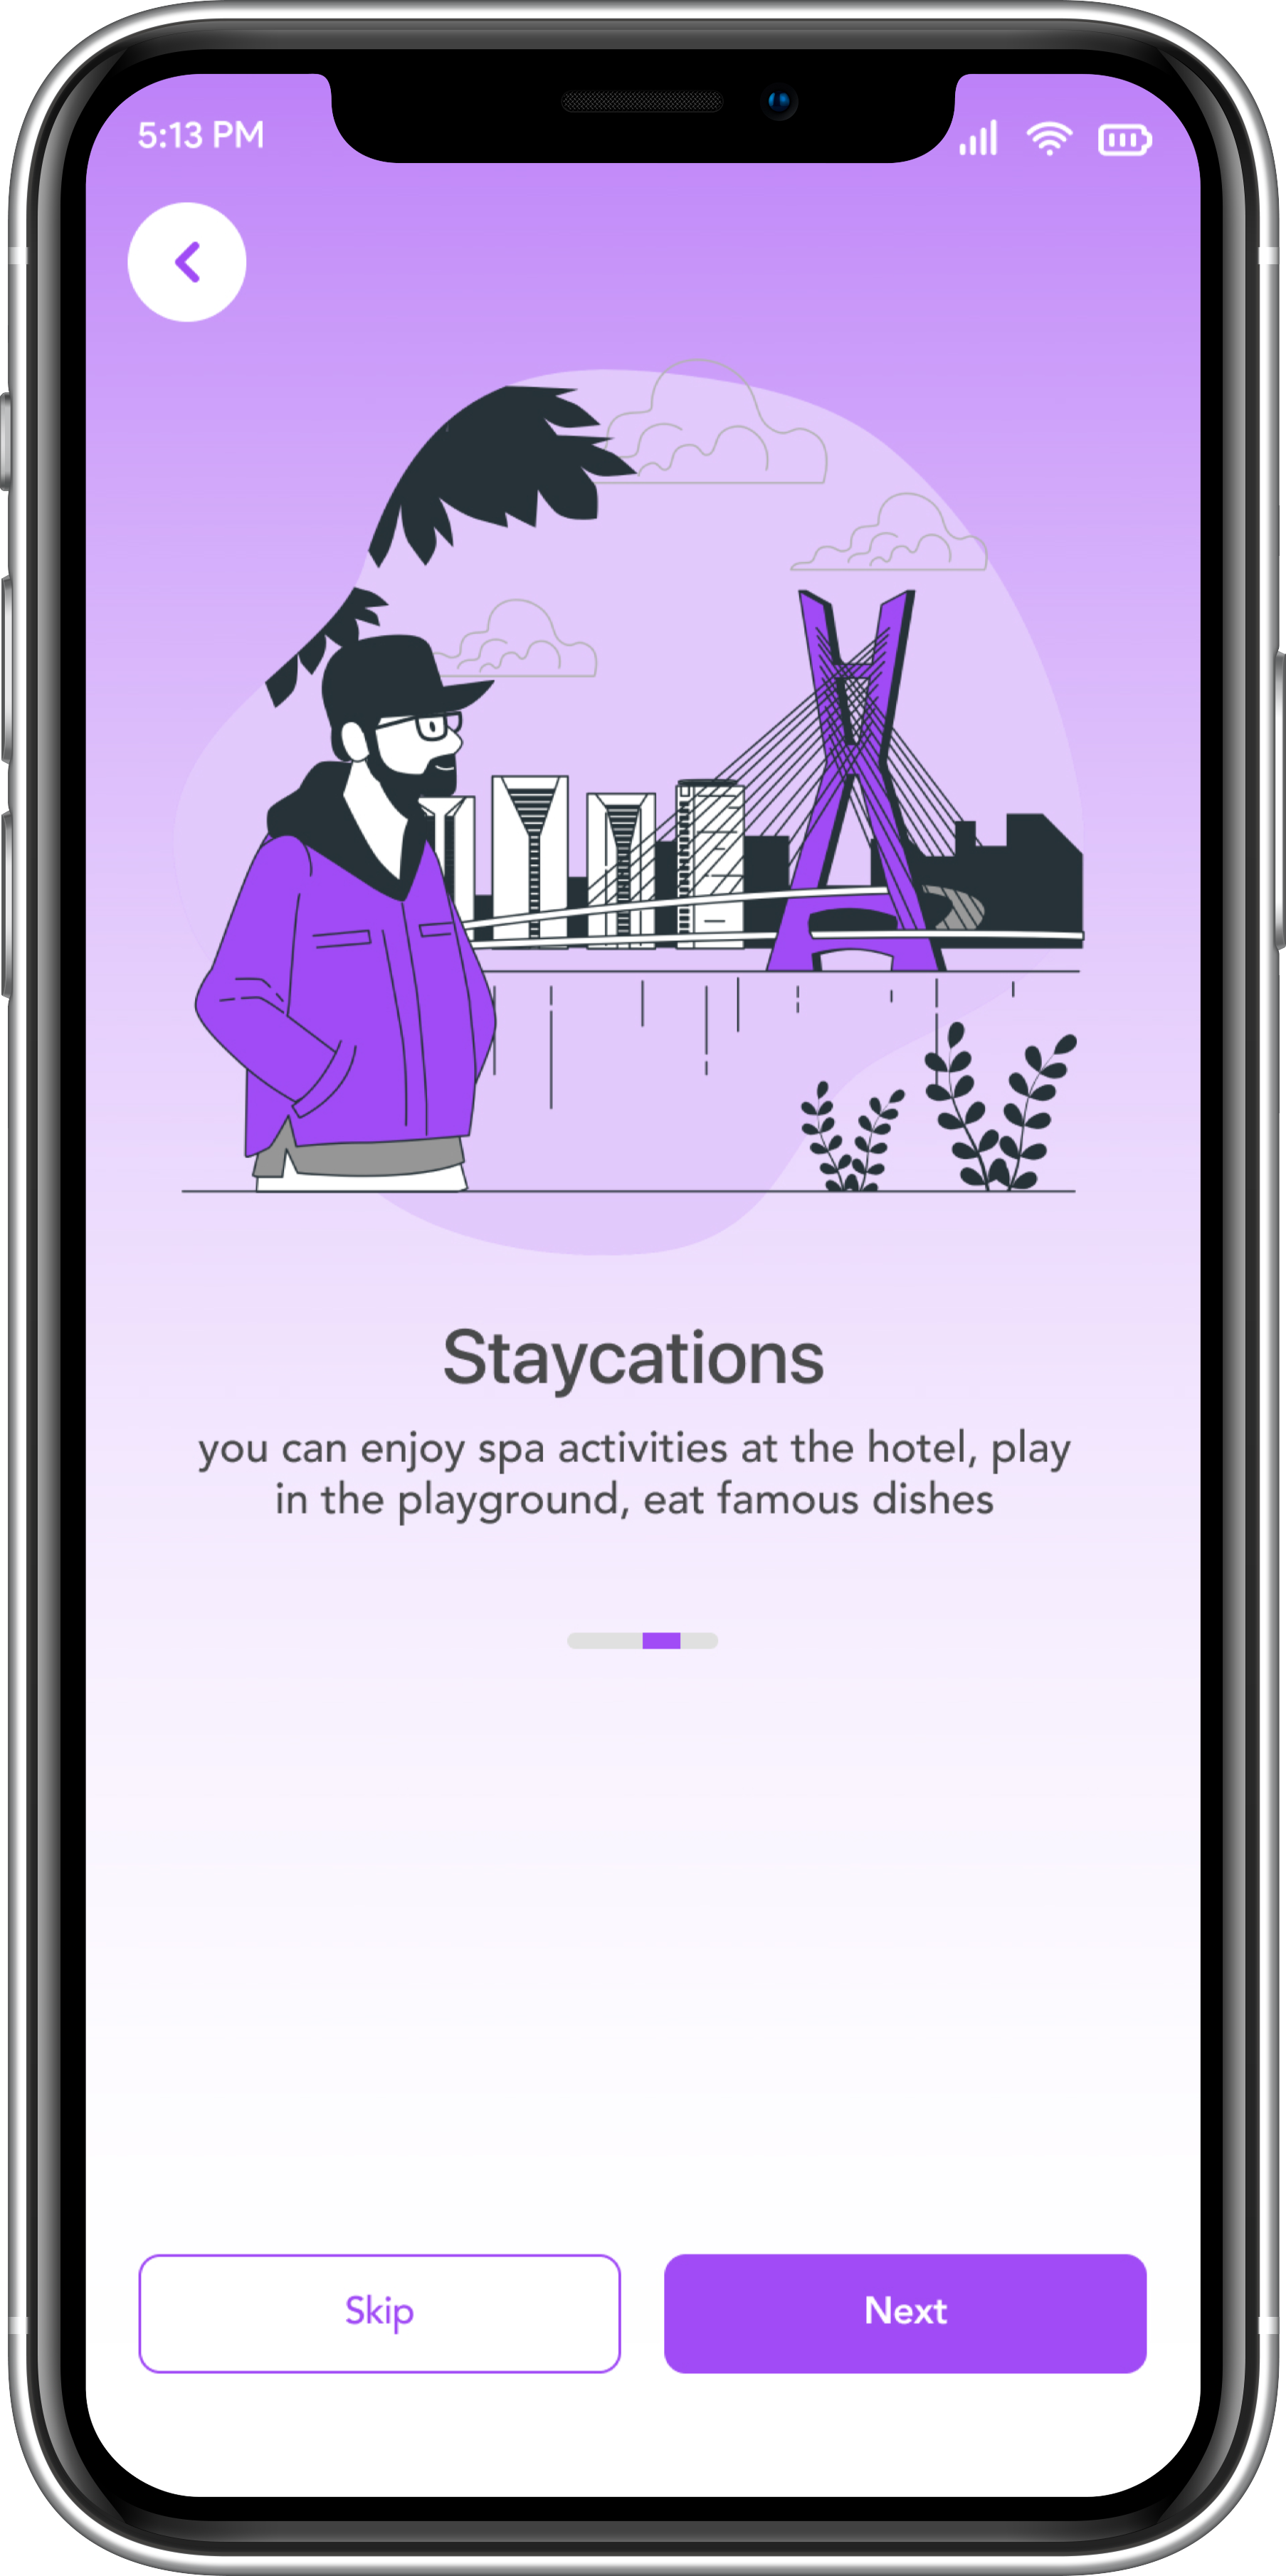 5:13 PM
Staycations
you can enjoy spa activities at the hotel, play
in the playground, eat famous dishes
Skip
Next